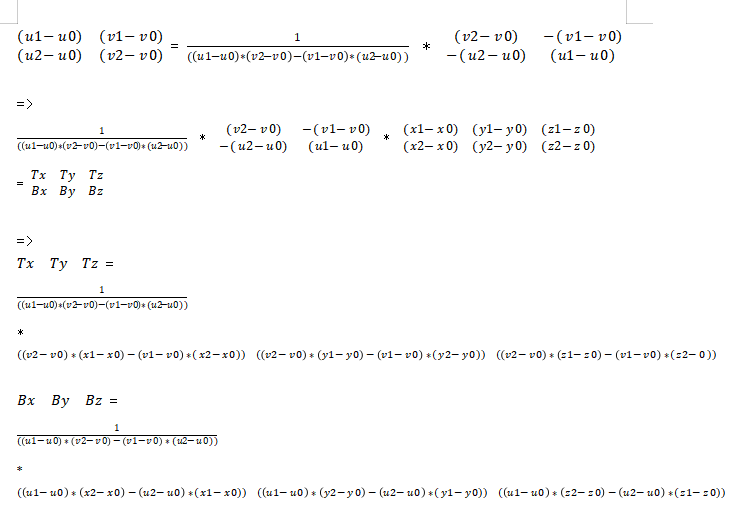 (u1− u0) (v1− v0) = 1 (v2− v0) −(v1− v0)
(u2− u0) (v2− v0) ((u1−u0)∗(v2−v0)−(v1−v0)∗(u2−u0)) ∗ −(u2− u0) (u1− u0)
=>
1 (v2− v0) −(v1− v0) (x1− x0) (y1− y0) (z1− z0)
((u1−u0)∗(v2−v0)−(v1−v0)∗(u2−u0)) ∗ −(u2− u0) (u1− u0) ∗ (x2− x0) (y2− y0) (z2− z0)
= Tx Ty Tz
Bx By Bz
=>
Tx Ty Tz =
1
((u1−u0)∗(v2−v0)−(v1−v0)∗(u2−u0))
∗
((v2− v0) ∗ (x1− x0) − (v1− v0) ∗ (x2− x0)) ((v2− v0) ∗ (y1− y0) − (v1− v0) ∗ (y2− y0)) ((v2− v0) ∗ (z1− z0) − (v1− v0) ∗ (z2− 0))
Bx By Bz =
1
((u1−u0) ∗ (v2−v0) − (v1−v0) ∗ (u2−u0))
∗
((u1− u0) ∗ (x2− x0) − (u2− u0) ∗ (x1− x0)) ((u1− u0) ∗ (y2− y0) − (u2− u0) ∗ (y1− y0)) ((u1− u0) ∗ (z2− z0) − (u2− u0) ∗ (z1− z0))